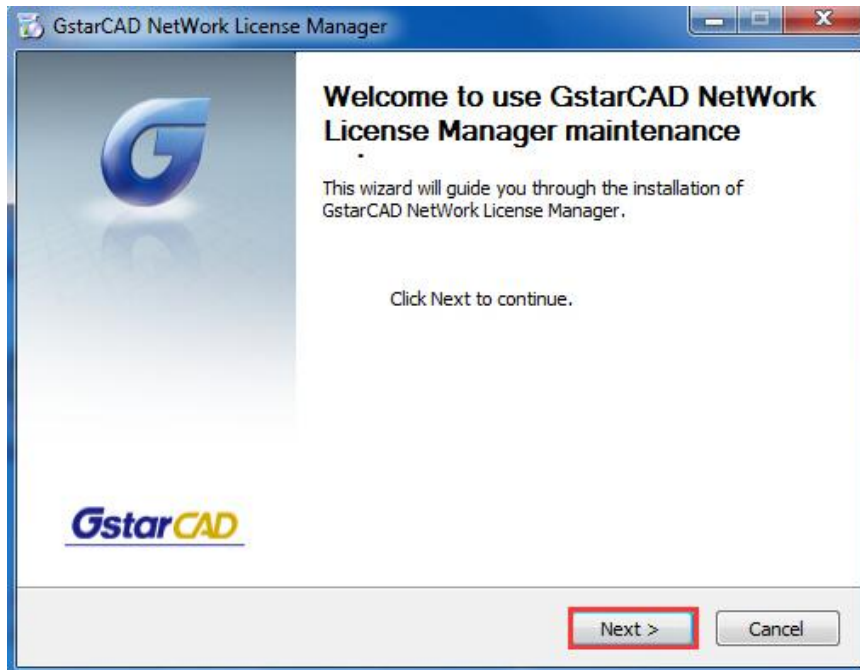 GstarCAD NetWork License Manager
Welcome to use GstarCAD NetWork
License Manager maintenance
This wizard will guide you through the installation of
GstarCAD NetWork License Manager.
Click Next to continue.
GstarCAD
Next >
Cancel